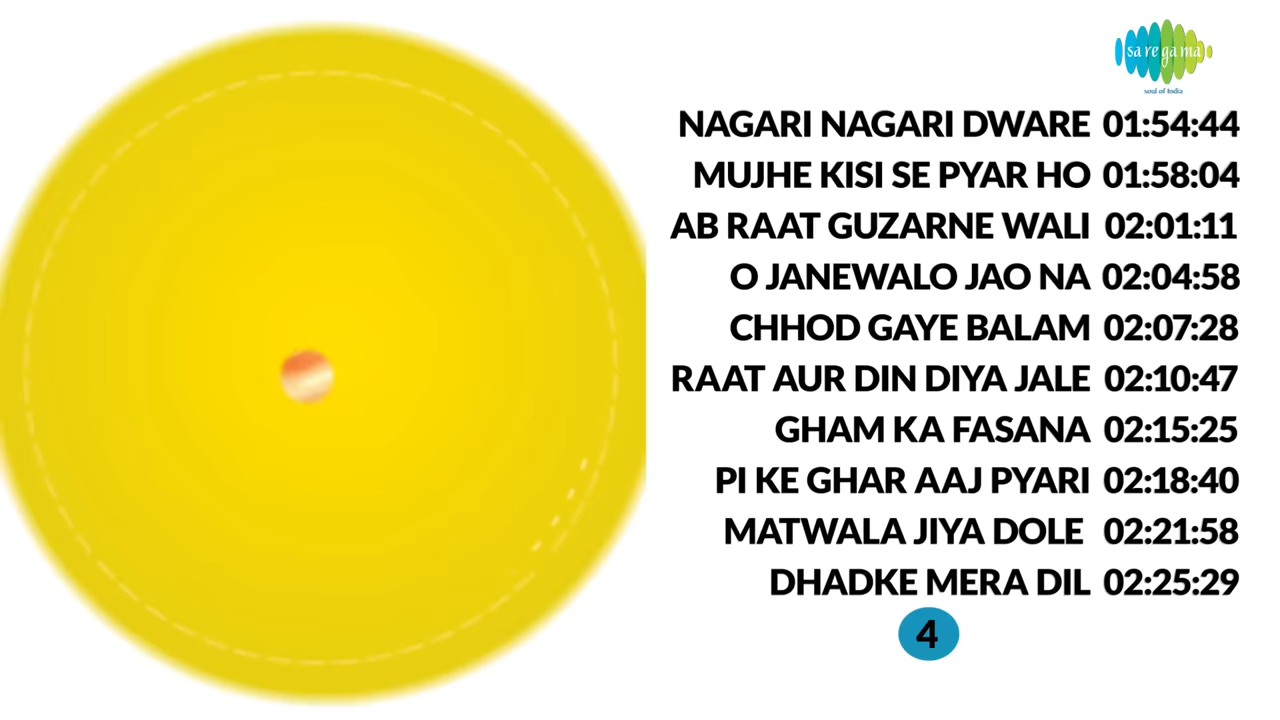 sa re ga ma
soul of India
NAGARI NAGARI DWARE 01:54:44
MUJHE KISI SE PYAR HO 01:58:04
AB RAAT GUZARNE WALI 02:01:11
O JANEWALO JAO NA 02:04:58
CHHOD GAYE BALAM 02:07:28
RAAT AUR DIN DIYA JALE 02:10:47
GHAM KA FASANA 02:15:25
PI KE GHAR AAJ PYARI 02:18:40
MATWALA JIYA DOLE 02:21:58
DHADKE MERA DIL 02:25:29
4